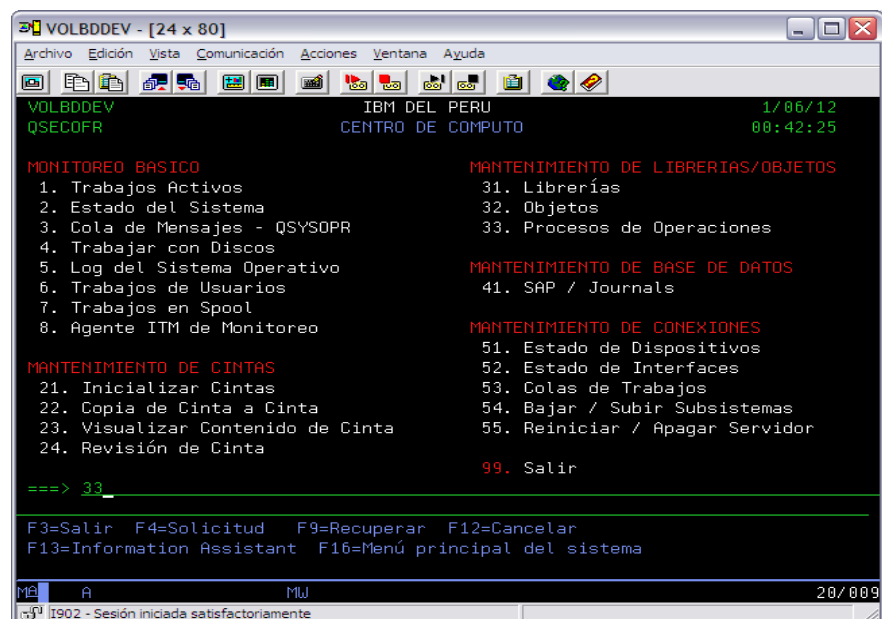 VOLBDDEV - [24 x 80]
Archivo Edición Vista Comunicación Acciones Ventana Ayuda
VOLBDDEV IBM DEL PERU 1/06/12
QSECOFR CENTRO DE COMPUTO 00:42:25
MONITOREO BASICO MANTENIMIENTO DE LIBRERIAS/OBJETOS
1. Trabajos Activos 31. Librerías
2. Estado del Sistema 32. Objetos
3. Cola de Mensajes - QSYSOPR 33. Procesos de Operaciones
4. Trabajar con Discos
5. Log del Sistema Operativo MANTENIMIENTO DE BASE DE DATOS
6. Trabajos de Usuarios 41. SAP / Journals
7. Trabajos en Spool
8. Agente ITM de Monitoreo MANTENIMIENTO DE CONEXIONES
51. Estado de Dispositivos
MANTENIMIENTO DE CINTAS 52. Estado de Interfaces
21. Inicializar Cintas 53. Colas de Trabajos
22. Copia de Cinta a Cinta 54. Bajar / Subir Subsistemas
23. Visualizar Contenido de Cinta 55. Reiniciar / Apagar Servidor
24. Revisión de Cinta
99. Salir
===> 33_
F3=Salir F4=Solicitud F9=Recuperar F12=Cancelar
F13=Information Assistant F16=Menú principal del sistema
MA A MW 20/009
I902 - Sesión iniciada satisfactoriamente